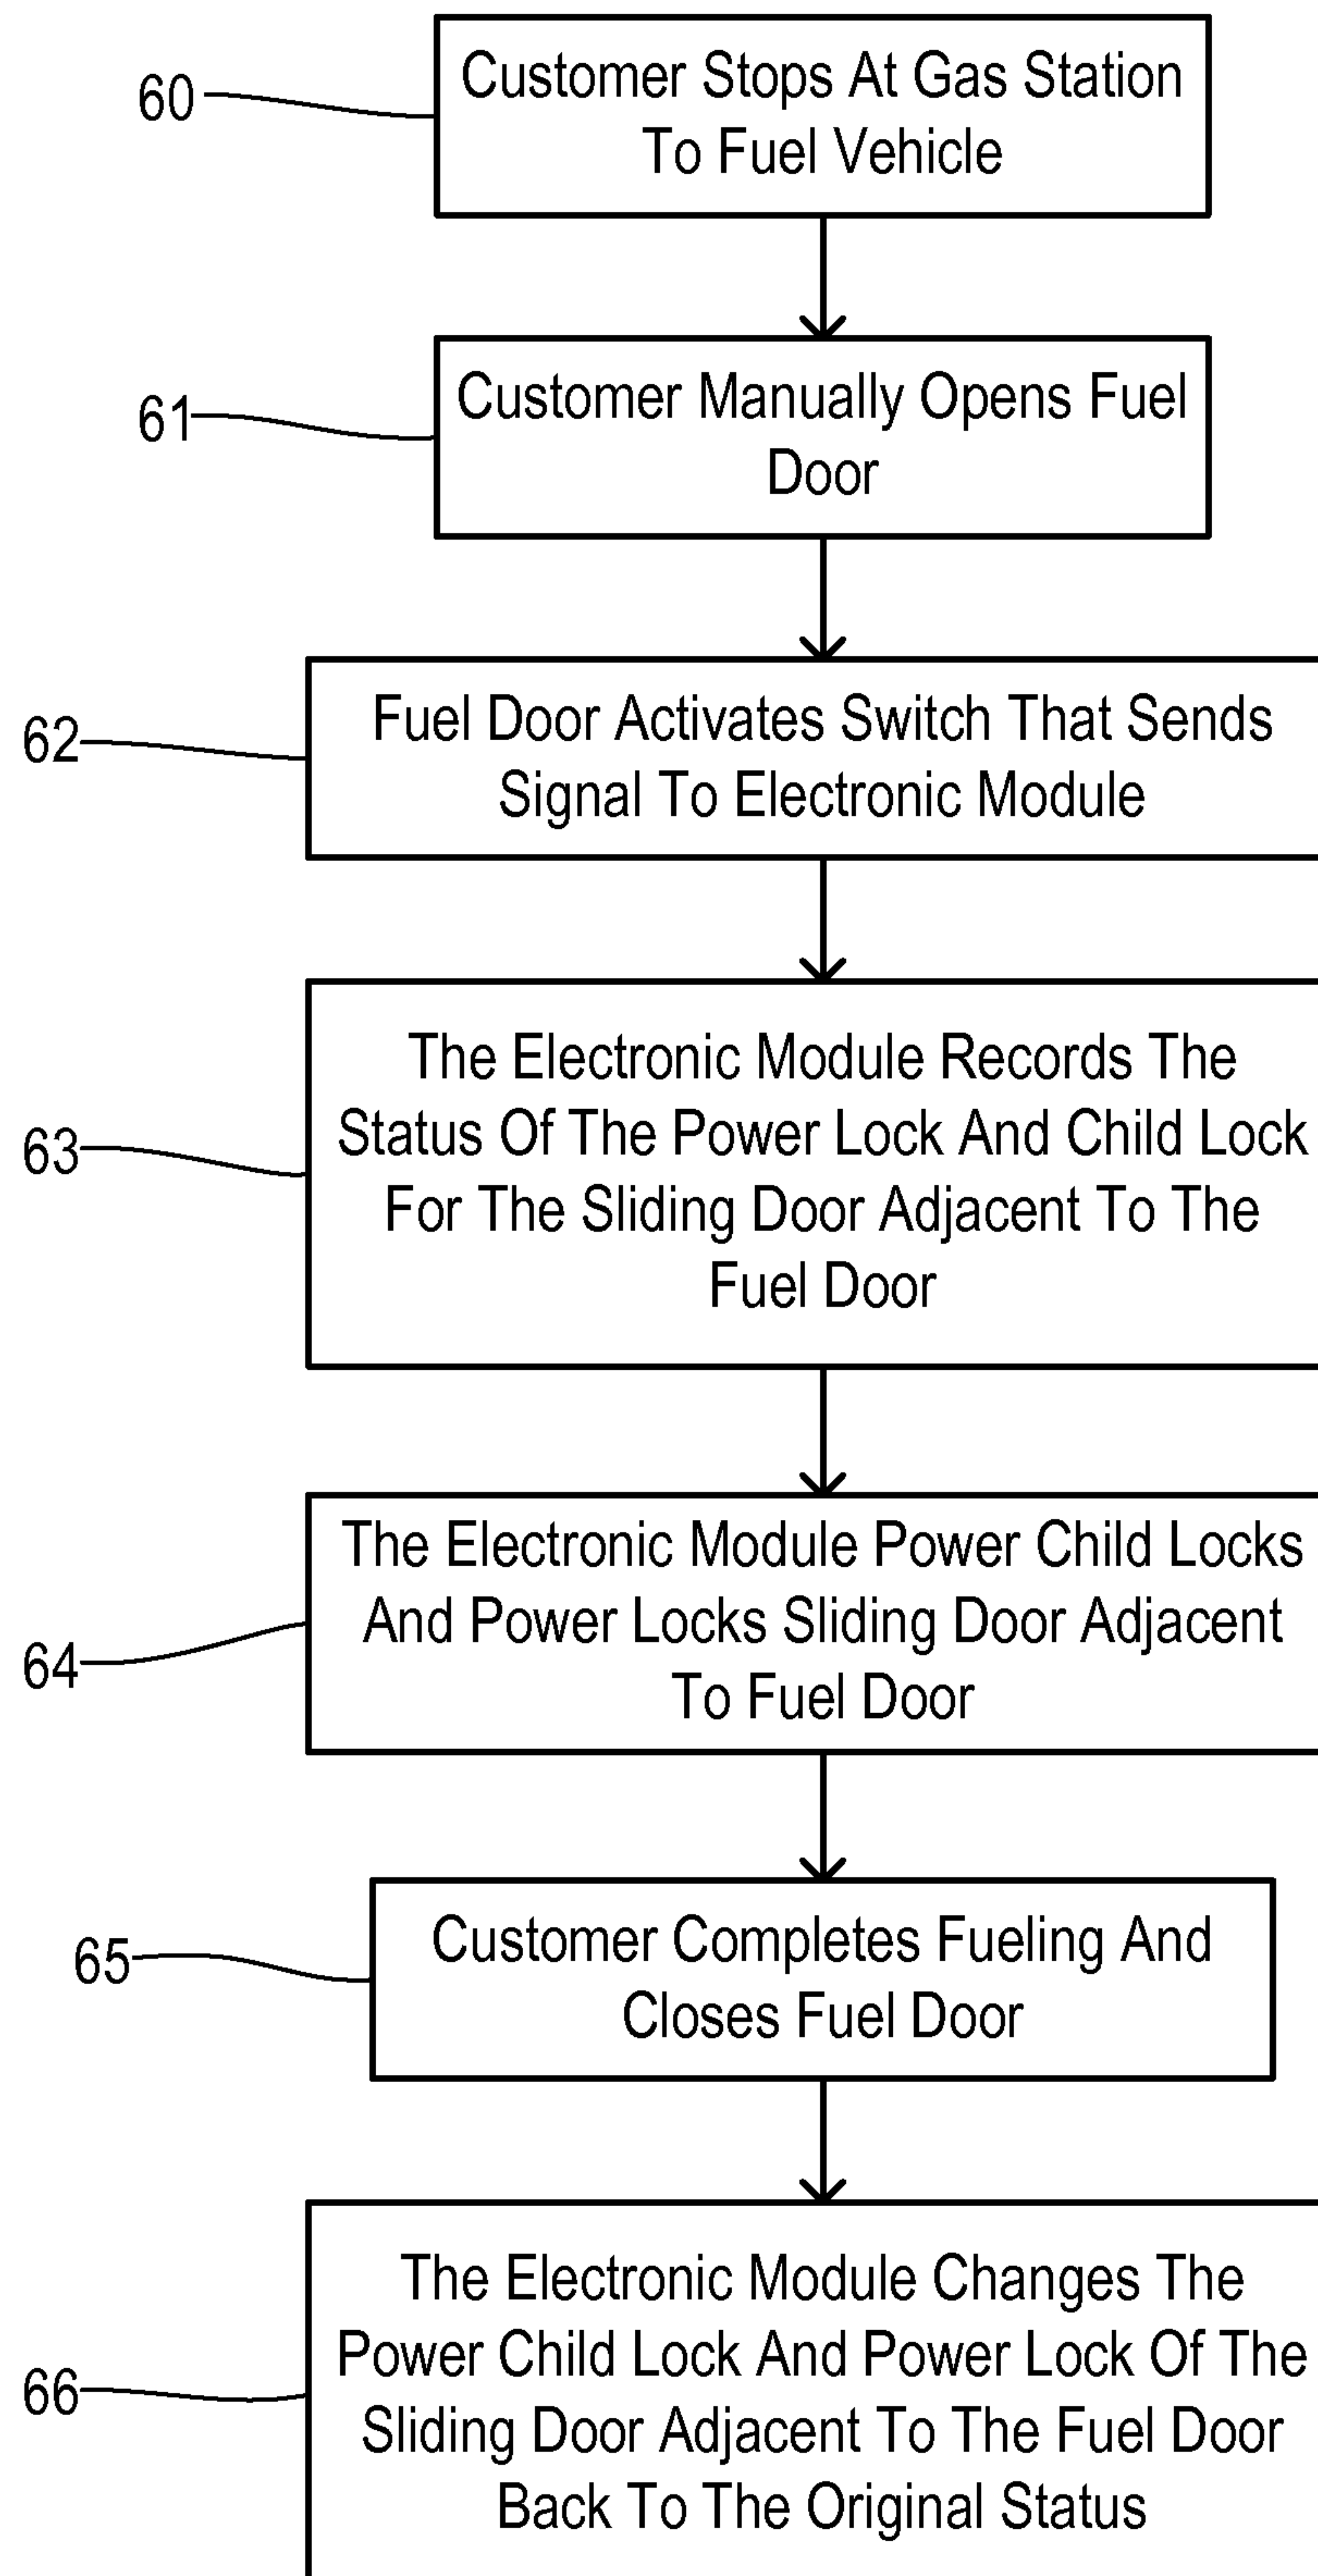 60
Customer Stops At Gas Station
To Fuel Vehicle
61
Customer Manually Opens Fuel
Door
62
Fuel Door Activates Switch That Sends
Signal To Electronic Module
63
The Electronic Module Records The
Status Of The Power Lock And Child Lock
For The Sliding Door Adjacent To The
Fuel Door
64
The Electronic Module Power Child Locks
And Power Locks Sliding Door Adjacent
To Fuel Door
65
Customer Completes Fueling And
Closes Fuel Door
66
The Electronic Module Changes The
Power Child Lock And Power Lock Of The
Sliding Door Adjacent To The Fuel Door
Back To The Original Status